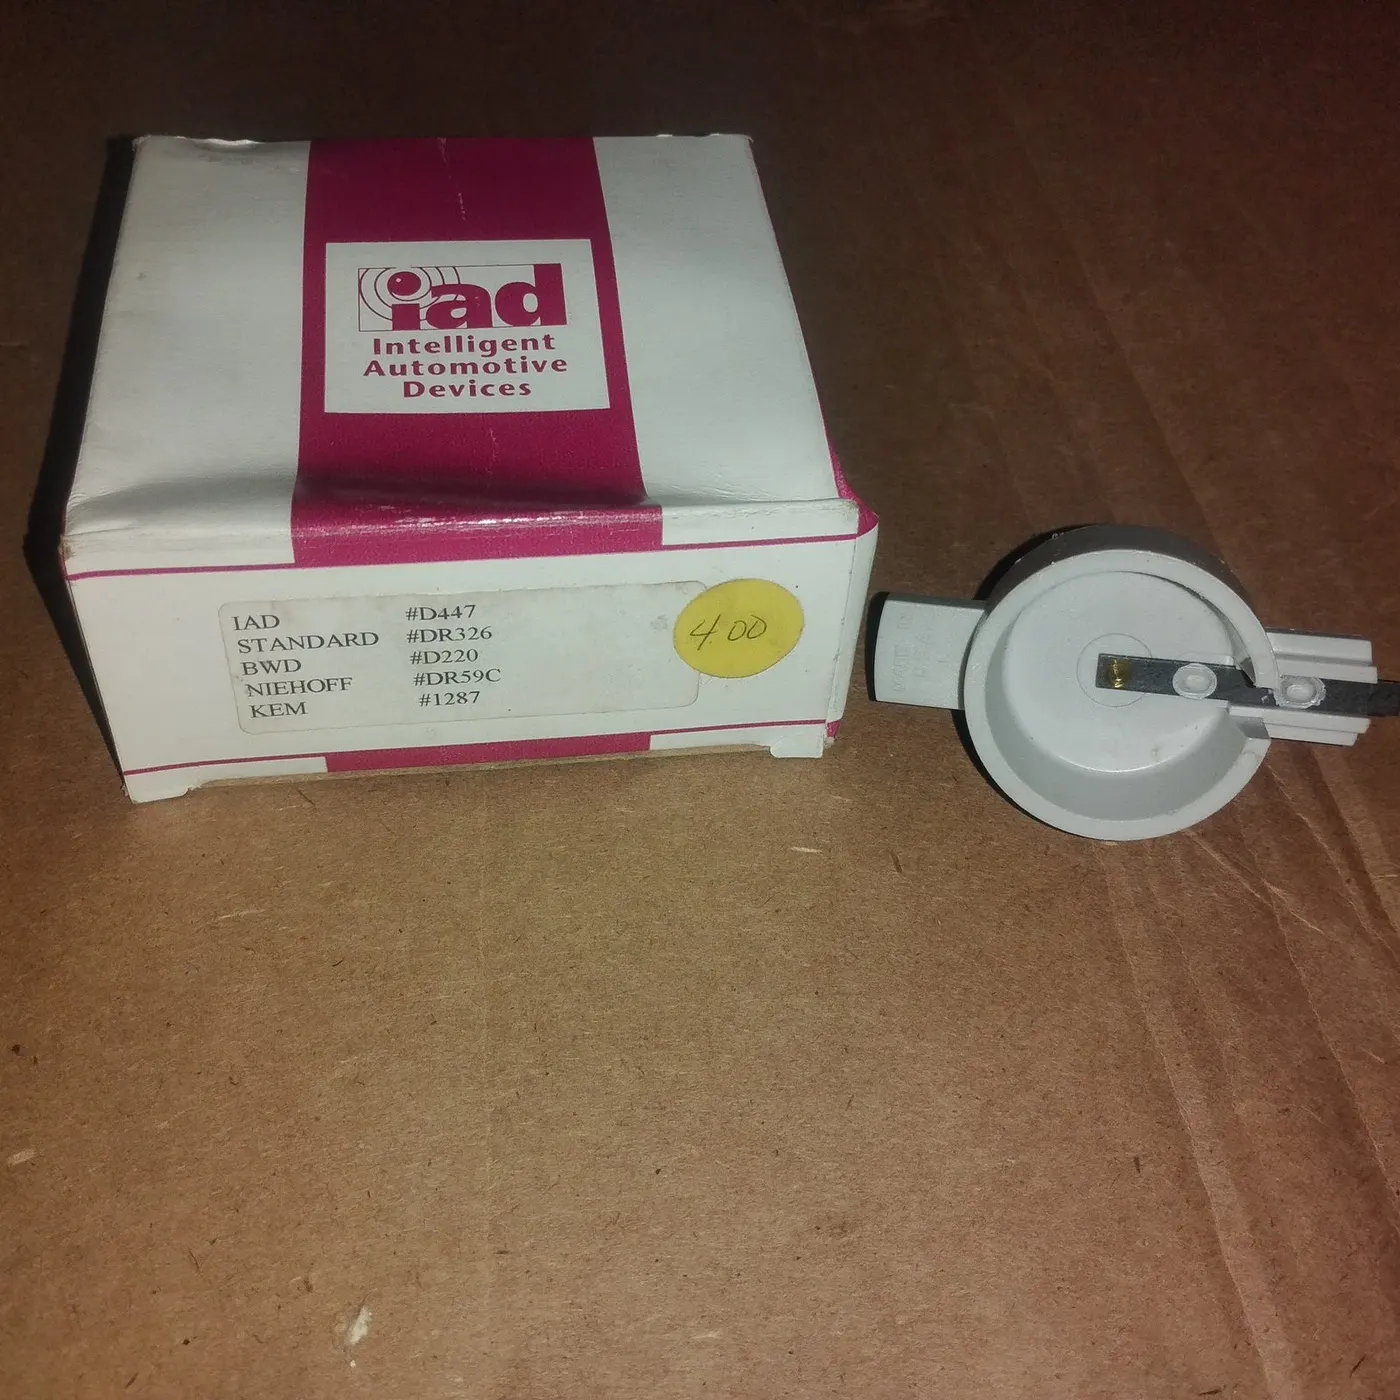 iad
Intelligent
Automotive
Devices
IAD #D447
STANDARD #DR326
BWD #D220
NIEHOFF #DR59C
KEM #1287
4.00